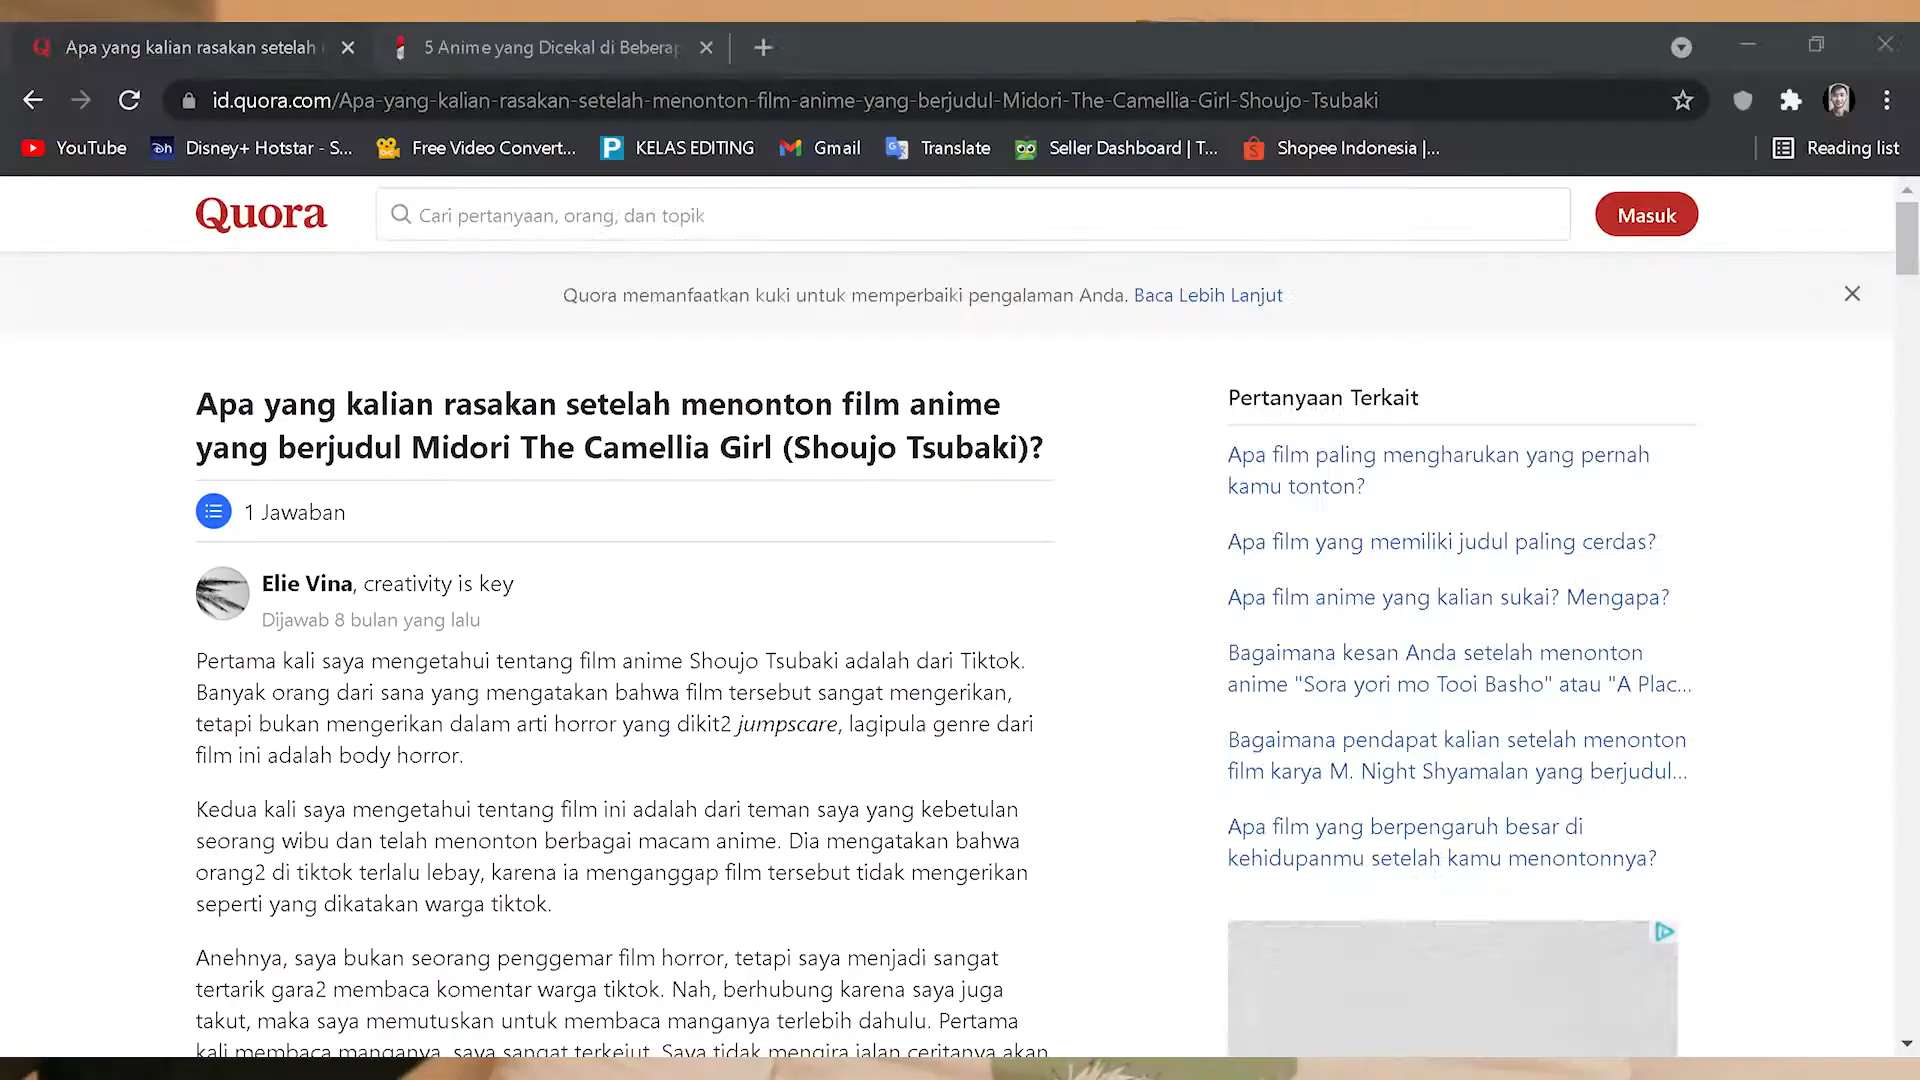 Apa yang kalian rasakan setelah
5 Anime yang Dicekal di Beberap
id.quora.com/Apa-yang-kalian-rasakan-setelah-menonton-film-anime-yang-berjudul-Midori-The-Camellia-Girl-Shoujo-Tsubaki
YouTube
Disney+ Hotstar - S...
Free Video Convert...
KELAS EDITING
Gmail
Translate
Seller Dashboard | T...
Shopee Indonesia |...
Reading list
Quora
Cari pertanyaan, orang, dan topik
Masuk
Quora memanfaatkan kuki untuk memperbaiki pengalaman Anda. Baca Lebih Lanjut
Apa yang kalian rasakan setelah menonton film anime
yang berjudul Midori The Camellia Girl (Shoujo Tsubaki)?
1 Jawaban
Elie Vina, creativity is key
Dijawab 8 bulan yang lalu
Pertama kali saya mengetahui tentang film anime Shoujo Tsubaki adalah dari Tiktok.
Banyak orang dari sana yang mengatakan bahwa film tersebut sangat mengerikan,
tetapi bukan mengerikan dalam arti horror yang dikit2 jumpscare, lagipula genre dari
film ini adalah body horror.
Kedua kali saya mengetahui tentang film ini adalah dari teman saya yang kebetulan
seorang wibu dan telah menonton berbagai macam anime. Dia mengatakan bahwa
orang2 di tiktok terlalu lebay, karena ia menganggap film tersebut tidak mengerikan
seperti yang dikatakan warga tiktok.
Anehnya, saya bukan seorang penggemar film horror, tetapi saya menjadi sangat
tertarik gara2 membaca komentar warga tiktok. Nah, berhubung karena saya juga
takut, maka saya memutuskan untuk membaca manganya terlebih dahulu. Pertama
kali membaca manganya, saya sangat terkejut. Saya tidak mengira jalan ceritanya akan
Pertanyaan Terkait
Apa film paling mengharukan yang pernah
kamu tonton?
Apa film yang memiliki judul paling cerdas?
Apa film anime yang kalian sukai? Mengapa?
Bagaimana kesan Anda setelah menonton
anime "Sora yori mo Tooi Basho" atau "A Plac...
Bagaimana pendapat kalian setelah menonton
film karya M. Night Shyamalan yang berjudul...
Apa film yang berpengaruh besar di
kehidupanmu setelah kamu menontonnya?